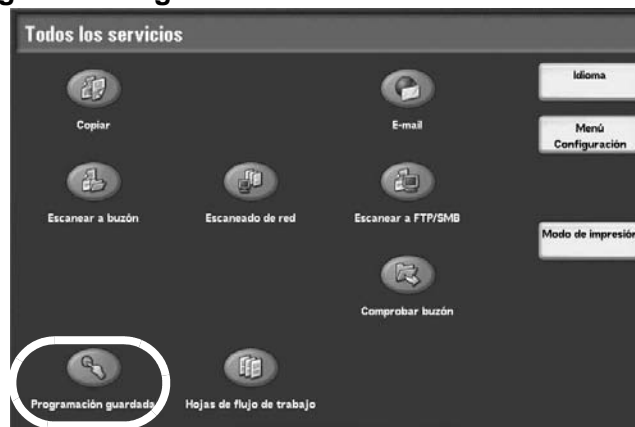 Todos los servicios
Copiar
E-mail
Idioma
Menú
Configuración
Escanear a buzón
Escaneado de red
Escanear a FTP/SMB
Modo de impresión
Comprobar buzón
Programación guardada
Hojas de flujo de trabajo